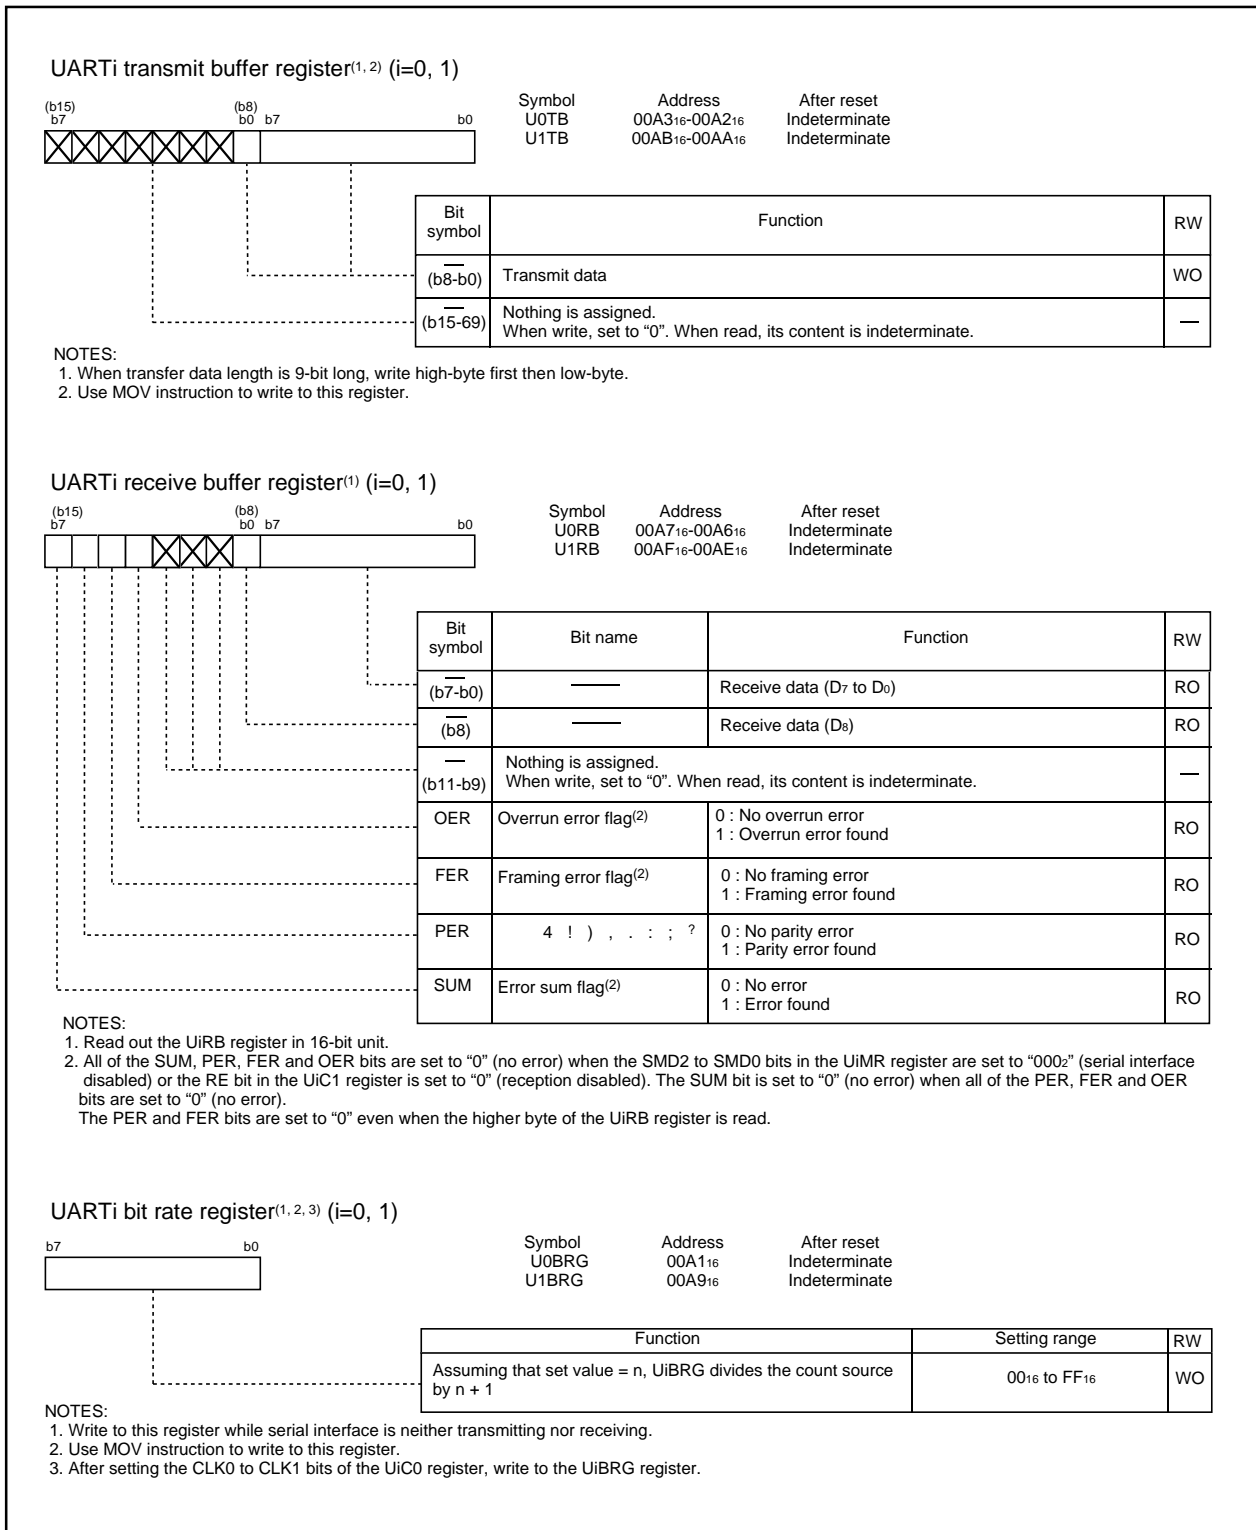 UARTi transmit buffer register(1, 2) (i=0, 1)
(b15) (b8)
b7 b0 b7 b0
Symbol Address After reset
U0TB 00A316-00A216 Indeterminate
U1TB 00AB16-00AA16 Indeterminate
Bit symbol Function RW
— (b8-b0) Transmit data WO
— (b15-69) Nothing is assigned.
When write, set to “0”. When read, its content is indeterminate. —
NOTES:
1. When transfer data length is 9-bit long, write high-byte first then low-byte.
2. Use MOV instruction to write to this register.
UARTi receive buffer register(1) (i=0, 1)
(b15) (b8)
b7 b0 b7 b0
Symbol Address After reset
U0RB 00A716-00A616 Indeterminate
U1RB 00AF16-00AE16 Indeterminate
Bit symbol Bit name Function RW
— (b7-b0) — Receive data (D7 to D0) RO
— (b8) — Receive data (D8) RO
— (b11-b9) Nothing is assigned.
When write, set to “0”. When read, its content is indeterminate. —
OER Overrun error flag(2) 0 : No overrun error
1 : Overrun error found RO
FER Framing error flag(2) 0 : No framing error
1 : Framing error found RO
PER 4 ! ) , . : ; ? 0 : No parity error
1 : Parity error found RO
SUM Error sum flag(2) 0 : No error
1 : Error found RO
NOTES:
1. Read out the UiRB register in 16-bit unit.
2. All of the SUM, PER, FER and OER bits are set to “0” (no error) when the SMD2 to SMD0 bits in the UiMR register are set to “0002” (serial interface
disabled) or the RE bit in the UiC1 register is set to “0” (reception disabled). The SUM bit is set to “0” (no error) when all of the PER, FER and OER
bits are set to “0” (no error).
The PER and FER bits are set to “0” even when the higher byte of the UiRB register is read.
UARTi bit rate register(1, 2, 3) (i=0, 1)
b7 b0
Symbol Address After reset
U0BRG 00A116 Indeterminate
U1BRG 00A916 Indeterminate
Function Setting range RW
Assuming that set value = n, UiBRG divides the count source
by n + 1 0016 to FF16 WO
NOTES:
1. Write to this register while serial interface is neither transmitting nor receiving.
2. Use MOV instruction to write to this register.
3. After setting the CLK0 to CLK1 bits of the UiC0 register, write to the UiBRG register.